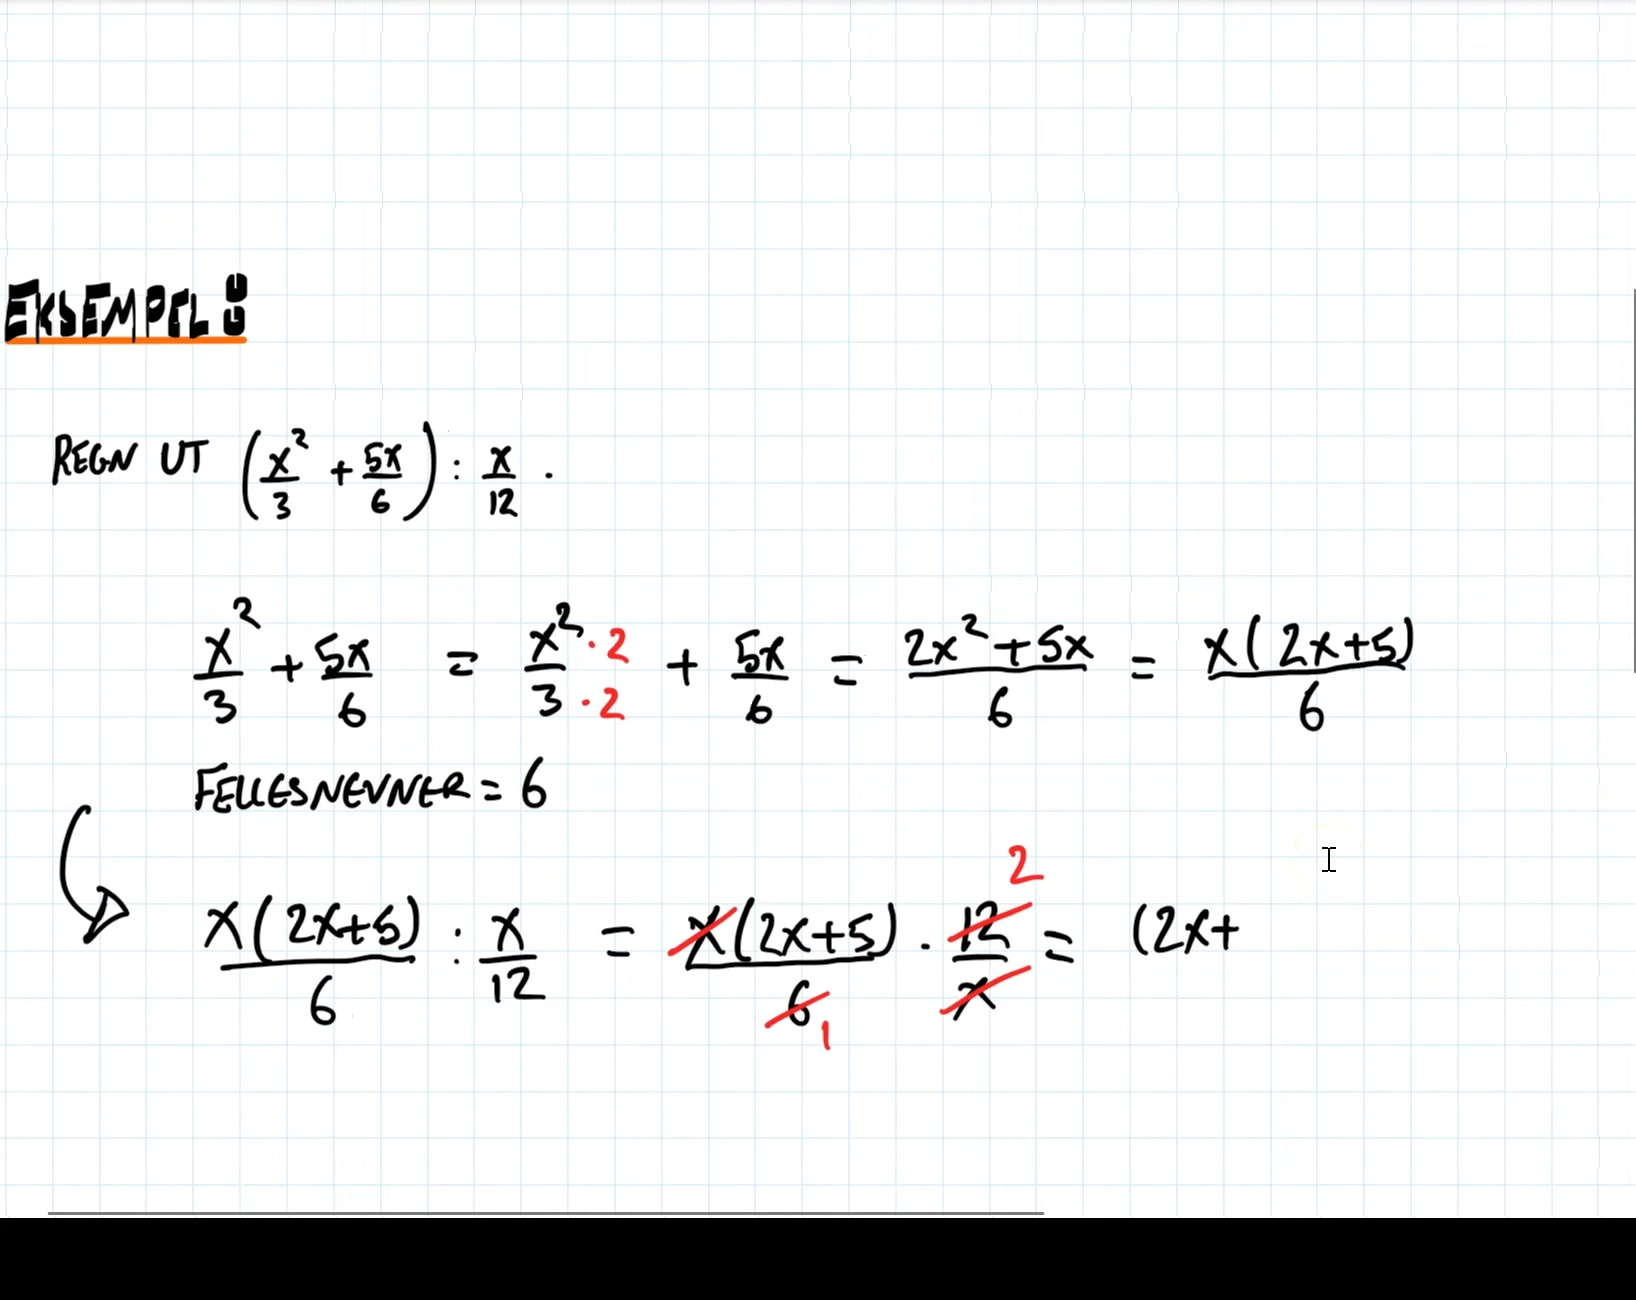 EKSEMPEL:
REGN UT (x²/3 + 5x/6) : x/12 .
x²/3 + 5x/6 = x²·2/3·2 + 5x/6 = 2x²+5x/6 = x(2x+5)/6
FELLESNEVNER = 6
x(2x+5)/6 : x/12 = x(2x+5)/6 1 · 12 2/x = (2x+